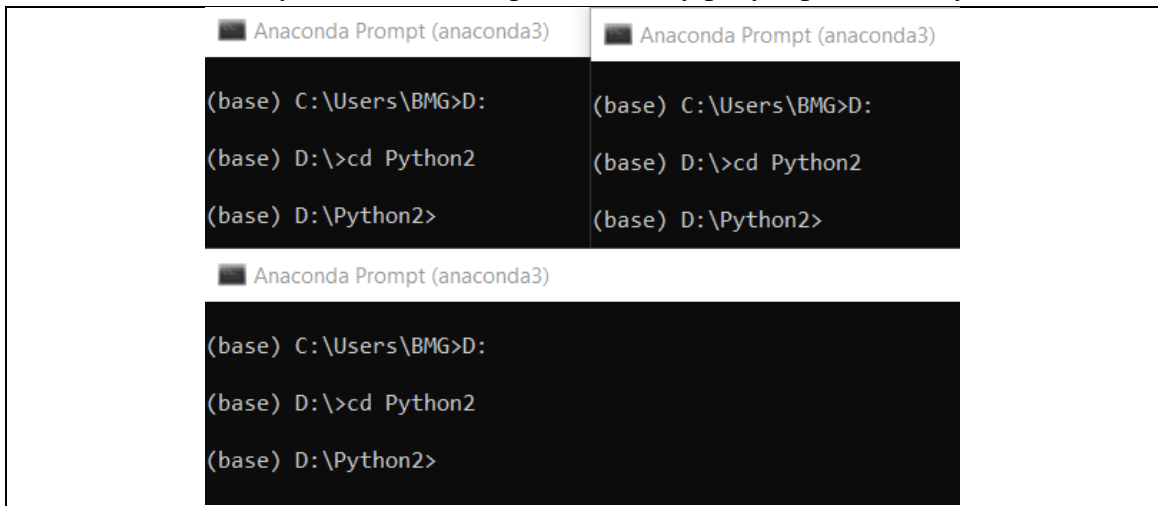 Anaconda Prompt (anaconda3)
(base) C:\Users\BMG>D:
(base) D:\>cd Python2
(base) D:\Python2>
Anaconda Prompt (anaconda3)
(base) C:\Users\BMG>D:
(base) D:\>cd Python2
(base) D:\Python2>
Anaconda Prompt (anaconda3)
(base) C:\Users\BMG>D:
(base) D:\>cd Python2
(base) D:\Python2>